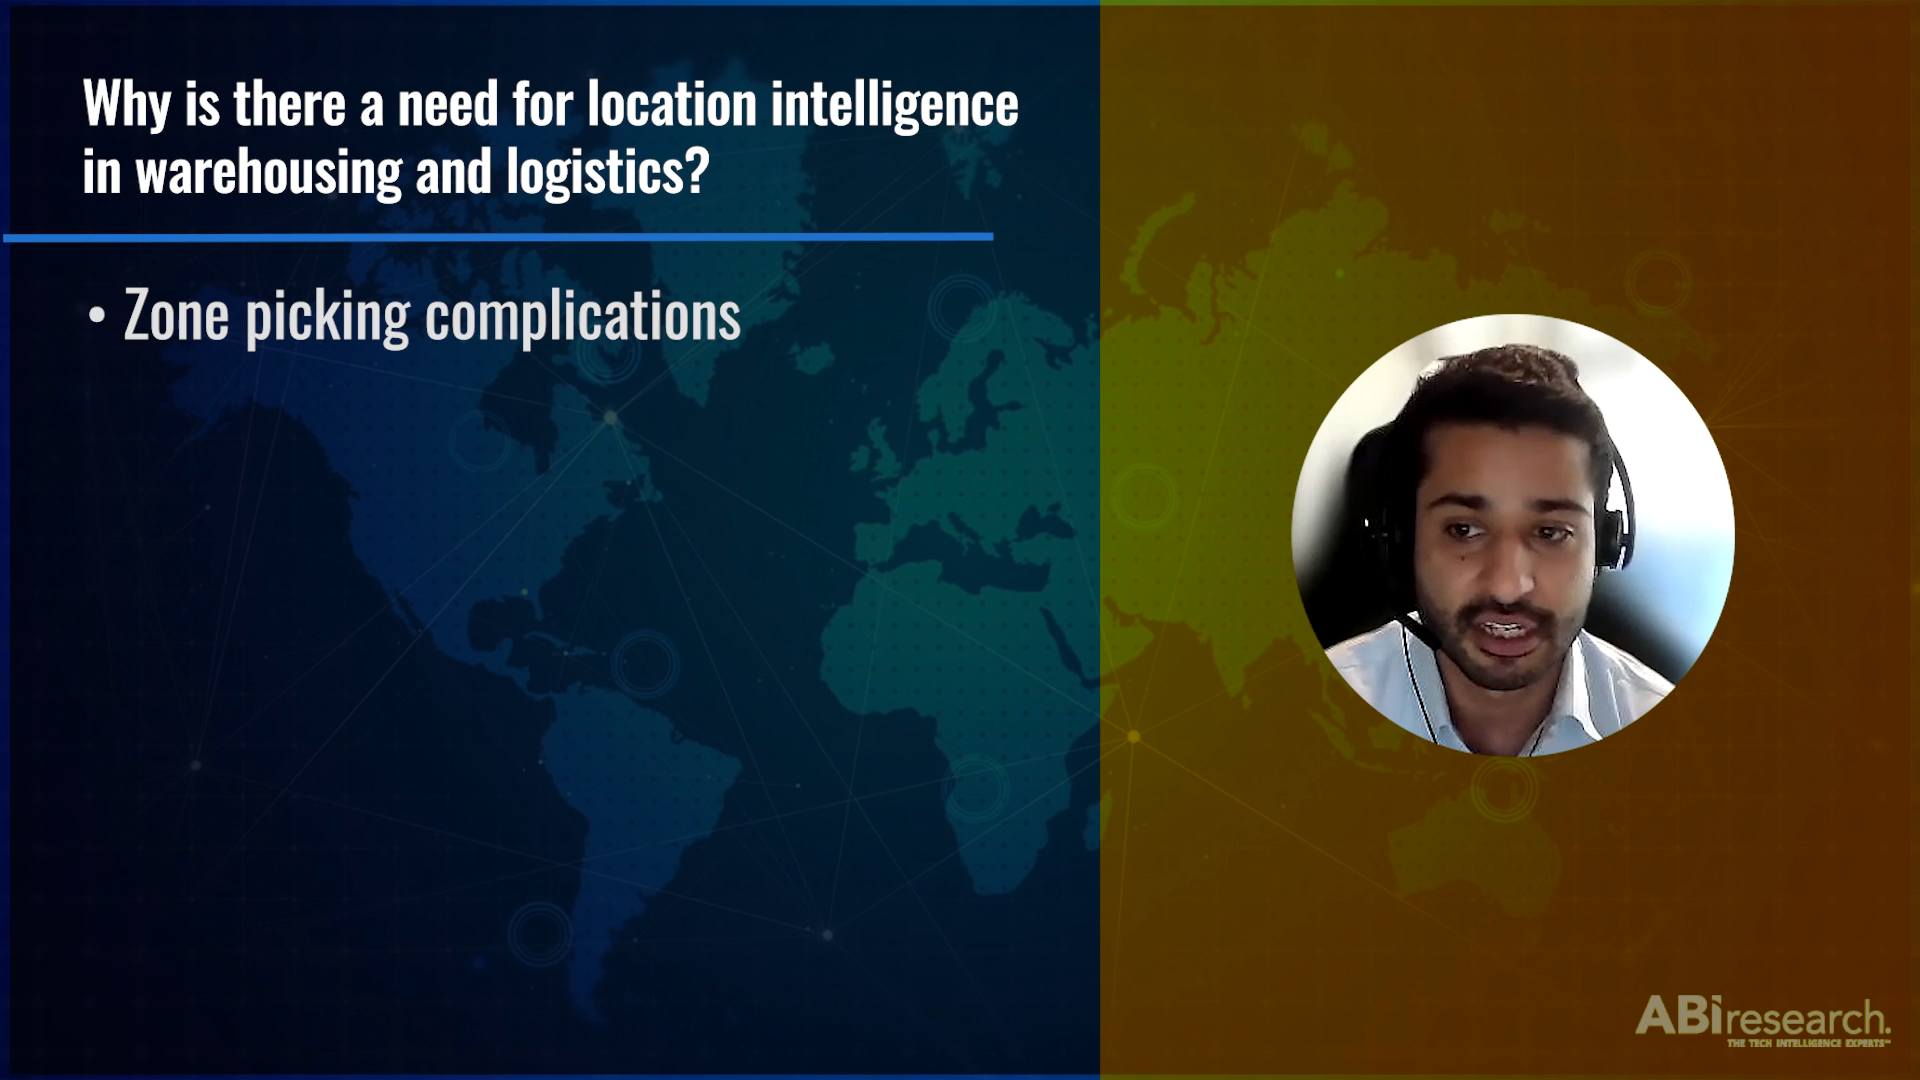 Why is there a need for location intelligence
in warehousing and logistics?
• Zone picking complications
ABiresearch.
THE TECH INTELLIGENCE EXPERTS™